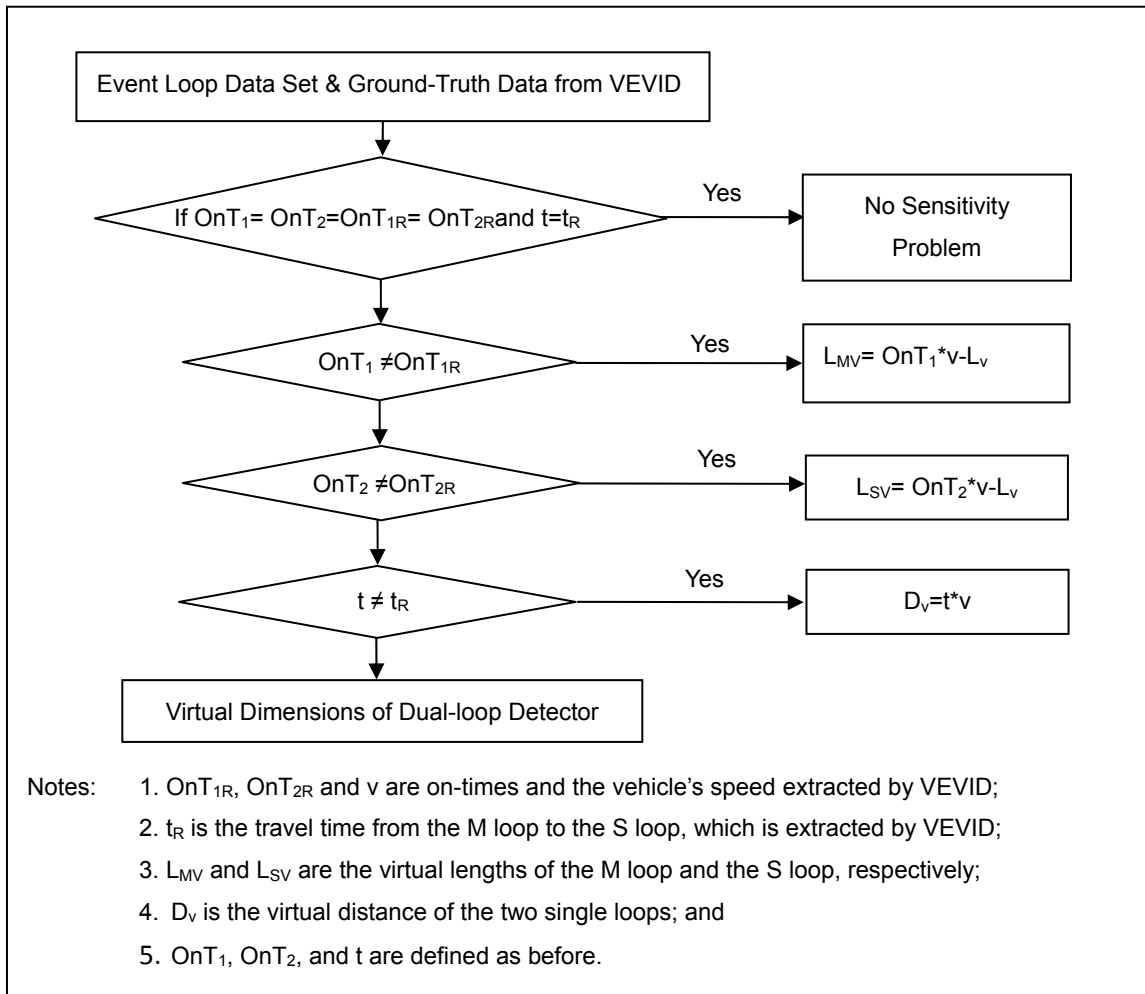 Event Loop Data Set & Ground-Truth Data from VEVID
If OnT1= OnT2=OnT1R= OnT2Rand t=tR
Yes
No Sensitivity
Problem
OnT1 ≠OnT1R
Yes
LMV= OnT1*v-Lv
OnT2 ≠OnT2R
Yes
LSV= OnT2*v-Lv
t ≠ tR
Yes
Dv=t*v
Virtual Dimensions of Dual-loop Detector
Notes: 1. OnT1R, OnT2R and v are on-times and the vehicle's speed extracted by VEVID;
2. tR is the travel time from the M loop to the S loop, which is extracted by VEVID;
3. LMV and LSV are the virtual lengths of the M loop and the S loop, respectively;
4. Dv is the virtual distance of the two single loops; and
5. OnT1, OnT2, and t are defined as before.